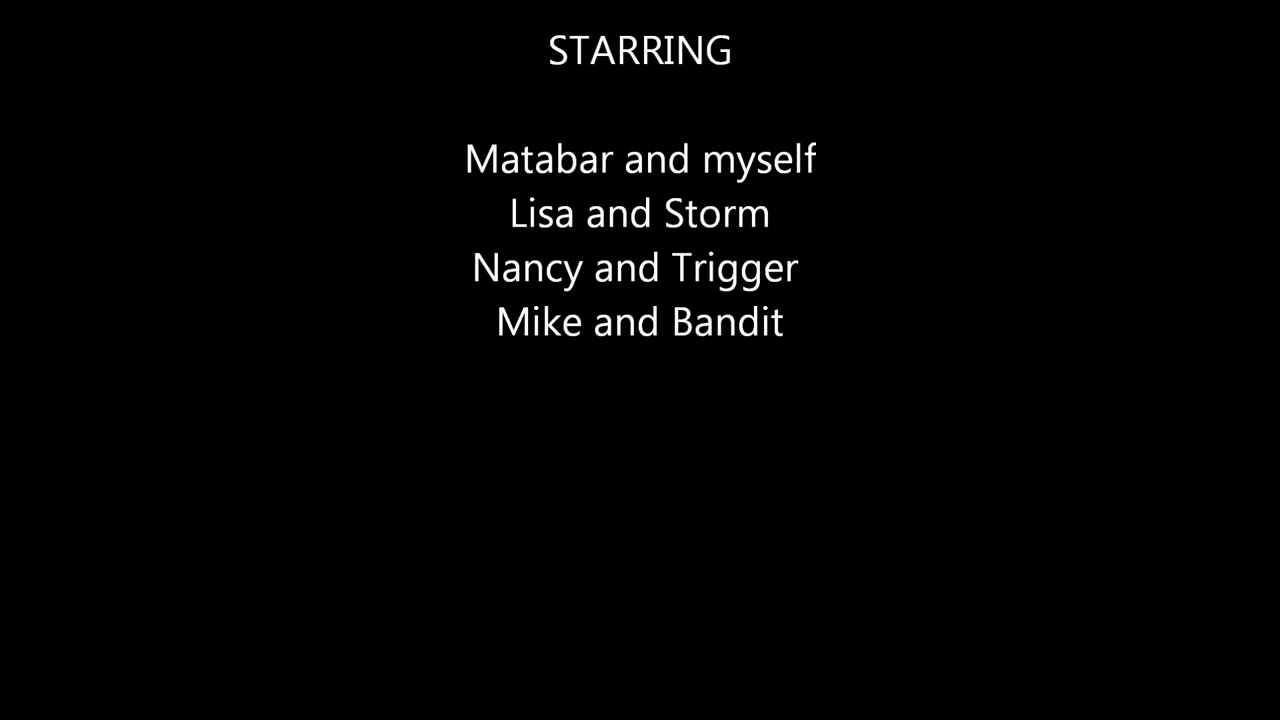 STARRING
Matabar and myself
Lisa and Storm
Nancy and Trigger
Mike and Bandit